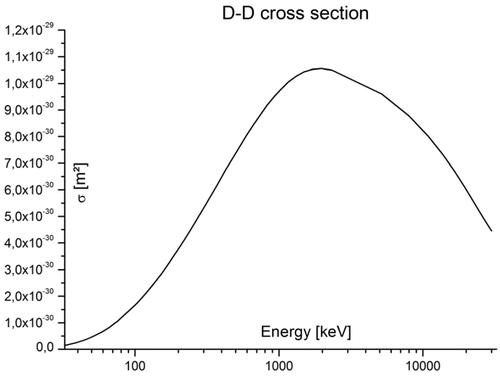 D-D cross section
1,2x10⁻²⁹
1,1x10⁻²⁹
1,0x10⁻²⁹
9,0x10⁻³⁰
8,0x10⁻³⁰
7,0x10⁻³⁰
6,0x10⁻³⁰
5,0x10⁻³⁰
4,0x10⁻³⁰
3,0x10⁻³⁰
2,0x10⁻³⁰
1,0x10⁻³⁰
0,0
σ [m²]
Energy [keV]
100 1000 10000